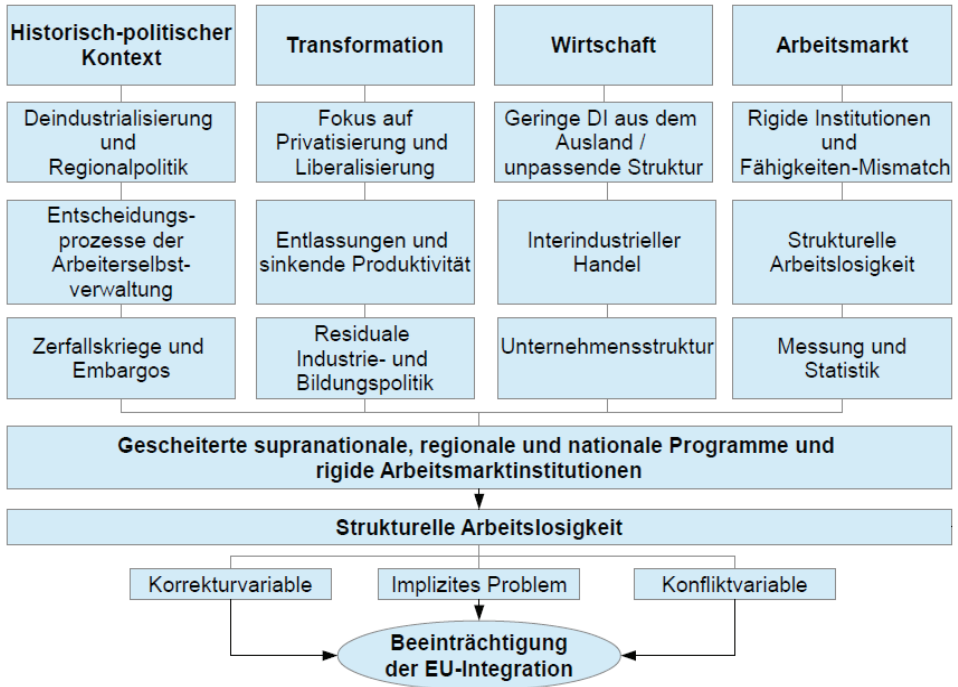 Historisch-politischer
Kontext
Transformation
Wirtschaft
Arbeitsmarkt
Deindustrialisierung
und
Regionalpolitik
Fokus auf
Privatisierung und
Liberalisierung
Geringe DI aus dem
Ausland /
unpassende Struktur
Rigide Institutionen
und
Fähigkeiten-Mismatch
Entscheidungs-
prozesse der
Arbeiterselbst-
verwaltung
Entlassungen und
sinkende Produktivität
Interindustrieller
Handel
Strukturelle
Arbeitslosigkeit
Zerfallskriege und
Embargos
Residuale
Industrie- und
Bildungspolitik
Unternehmensstruktur
Messung und
Statistik
Gescheiterte supranationale, regionale und nationale Programme und
rigide Arbeitsmarktinstitutionen
Strukturelle Arbeitslosigkeit
Korrekturvariable
Implizites Problem
Konfliktvariable
Beeinträchtigung
der EU-Integration